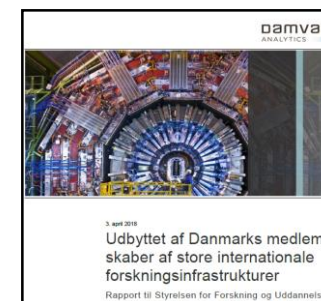 Damva
ANALYTICS
3. april 2018
Udbyttet af Danmarks medlem
skaber af store internationale
forskningsinfrastrukturer
Rapport til Styrelsen for Forskning og Uddannels